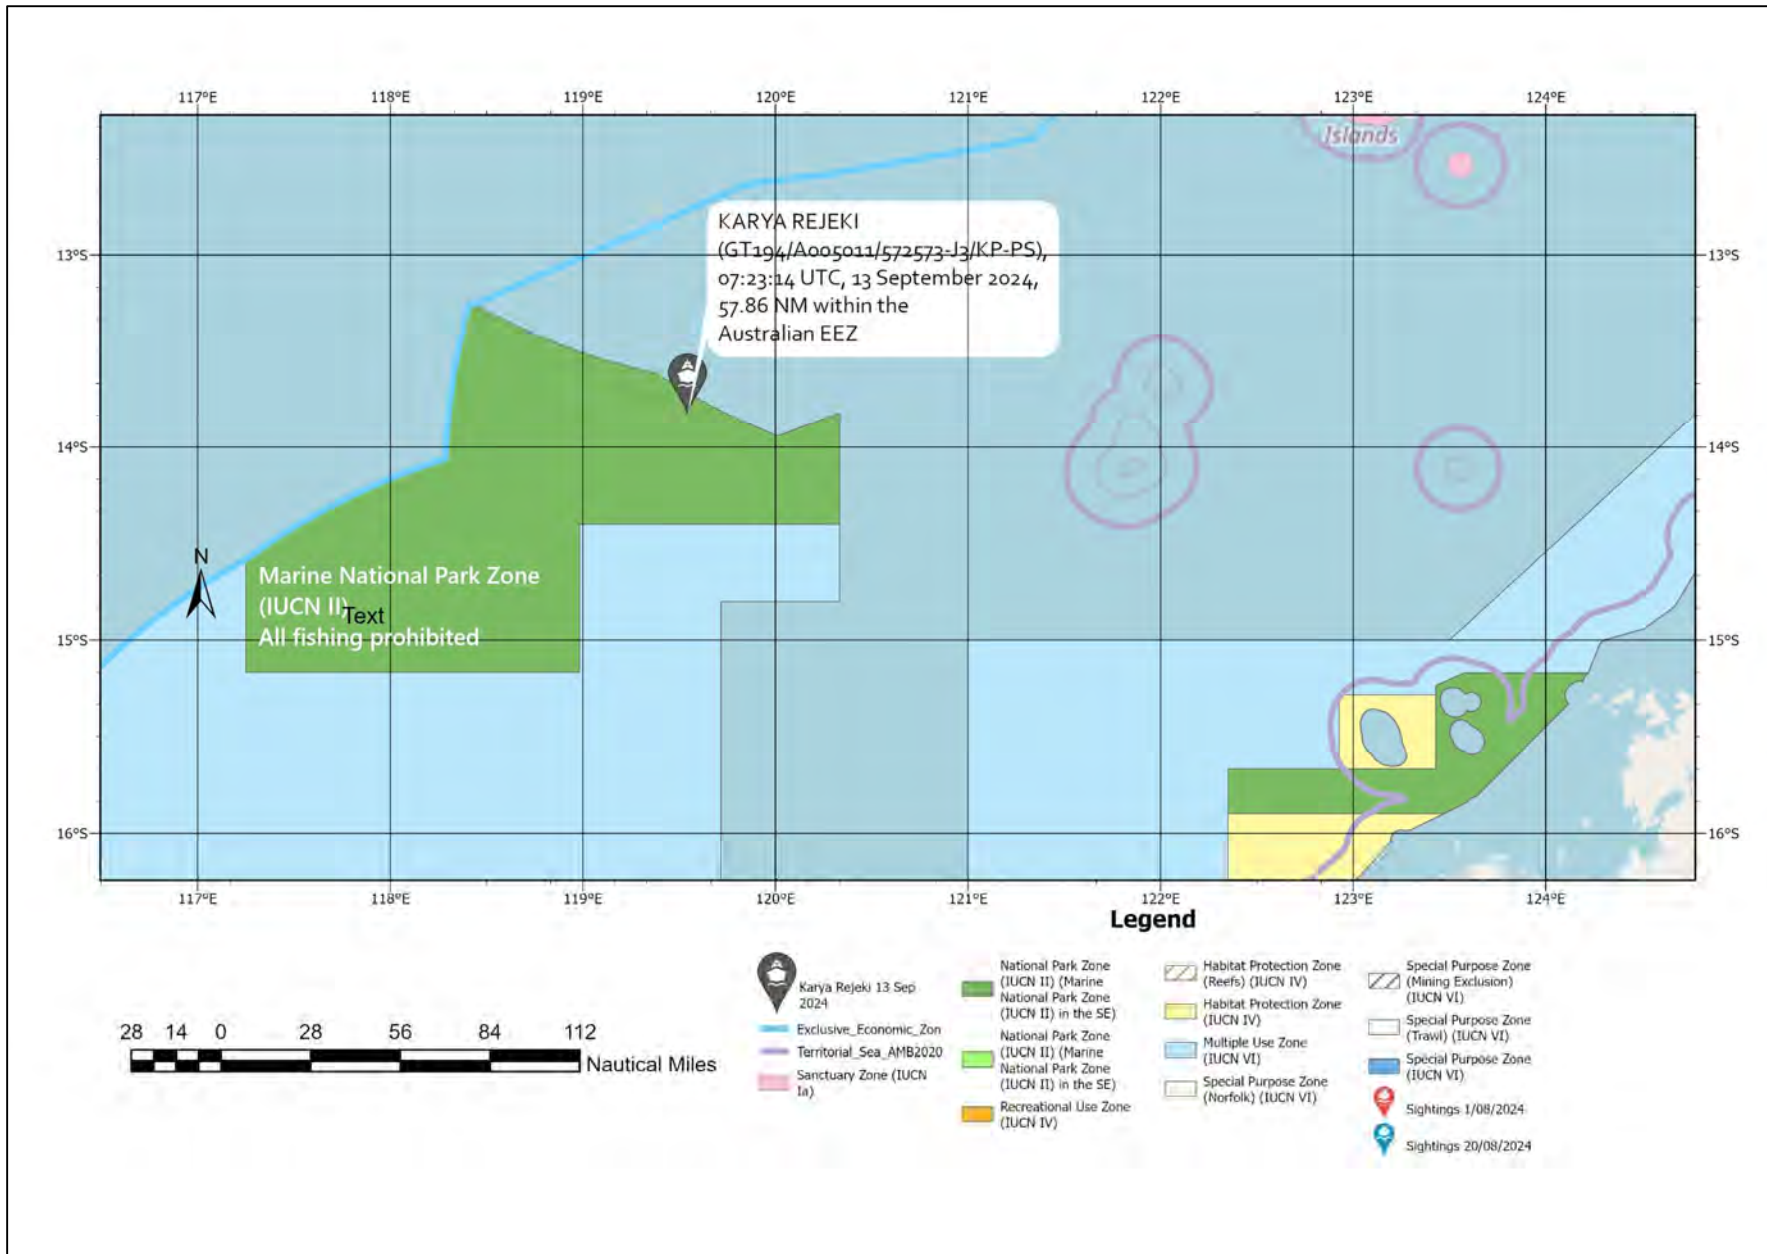 117°E 118°E 119°E 120°E 121°E 122°E 123°E 124°E
Islands
KARYA REJEKI
(GT194/A005011/572573-J3/KP-PS),
07:23:14 UTC, 13 September 2024,
57.86 NM within the
Australian EEZ
13°S 13°S
14°S 14°S
N
Marine National Park Zone
(IUCN II)
Text
All fishing prohibited
15°S 15°S
16°S 16°S
117°E 118°E 119°E 120°E 121°E 122°E 123°E 124°E
Legend
Karya Rejeki 13 Sep
2024
Exclusive_Economic_Zon
Territorial_Sea_AMB2020
Sanctuary Zone (IUCN
Ia)
National Park Zone
(IUCN II) (Marine
National Park Zone
(IUCN II) in the SE)
National Park Zone
(IUCN II) (Marine
National Park Zone
(IUCN II) in the SE)
Recreational Use Zone
(IUCN IV)
Habitat Protection Zone
(Reefs) (IUCN IV)
Habitat Protection Zone
(IUCN IV)
Multiple Use Zone
(IUCN VI)
Special Purpose Zone
(Norfolk) (IUCN VI)
Special Purpose Zone
(Mining Exclusion)
(IUCN VI)
Special Purpose Zone
(Trawl) (IUCN VI)
Special Purpose Zone
(IUCN VI)
Sightings 1/08/2024
Sightings 20/08/2024
28 14 0 28 56 84 112
Nautical Miles